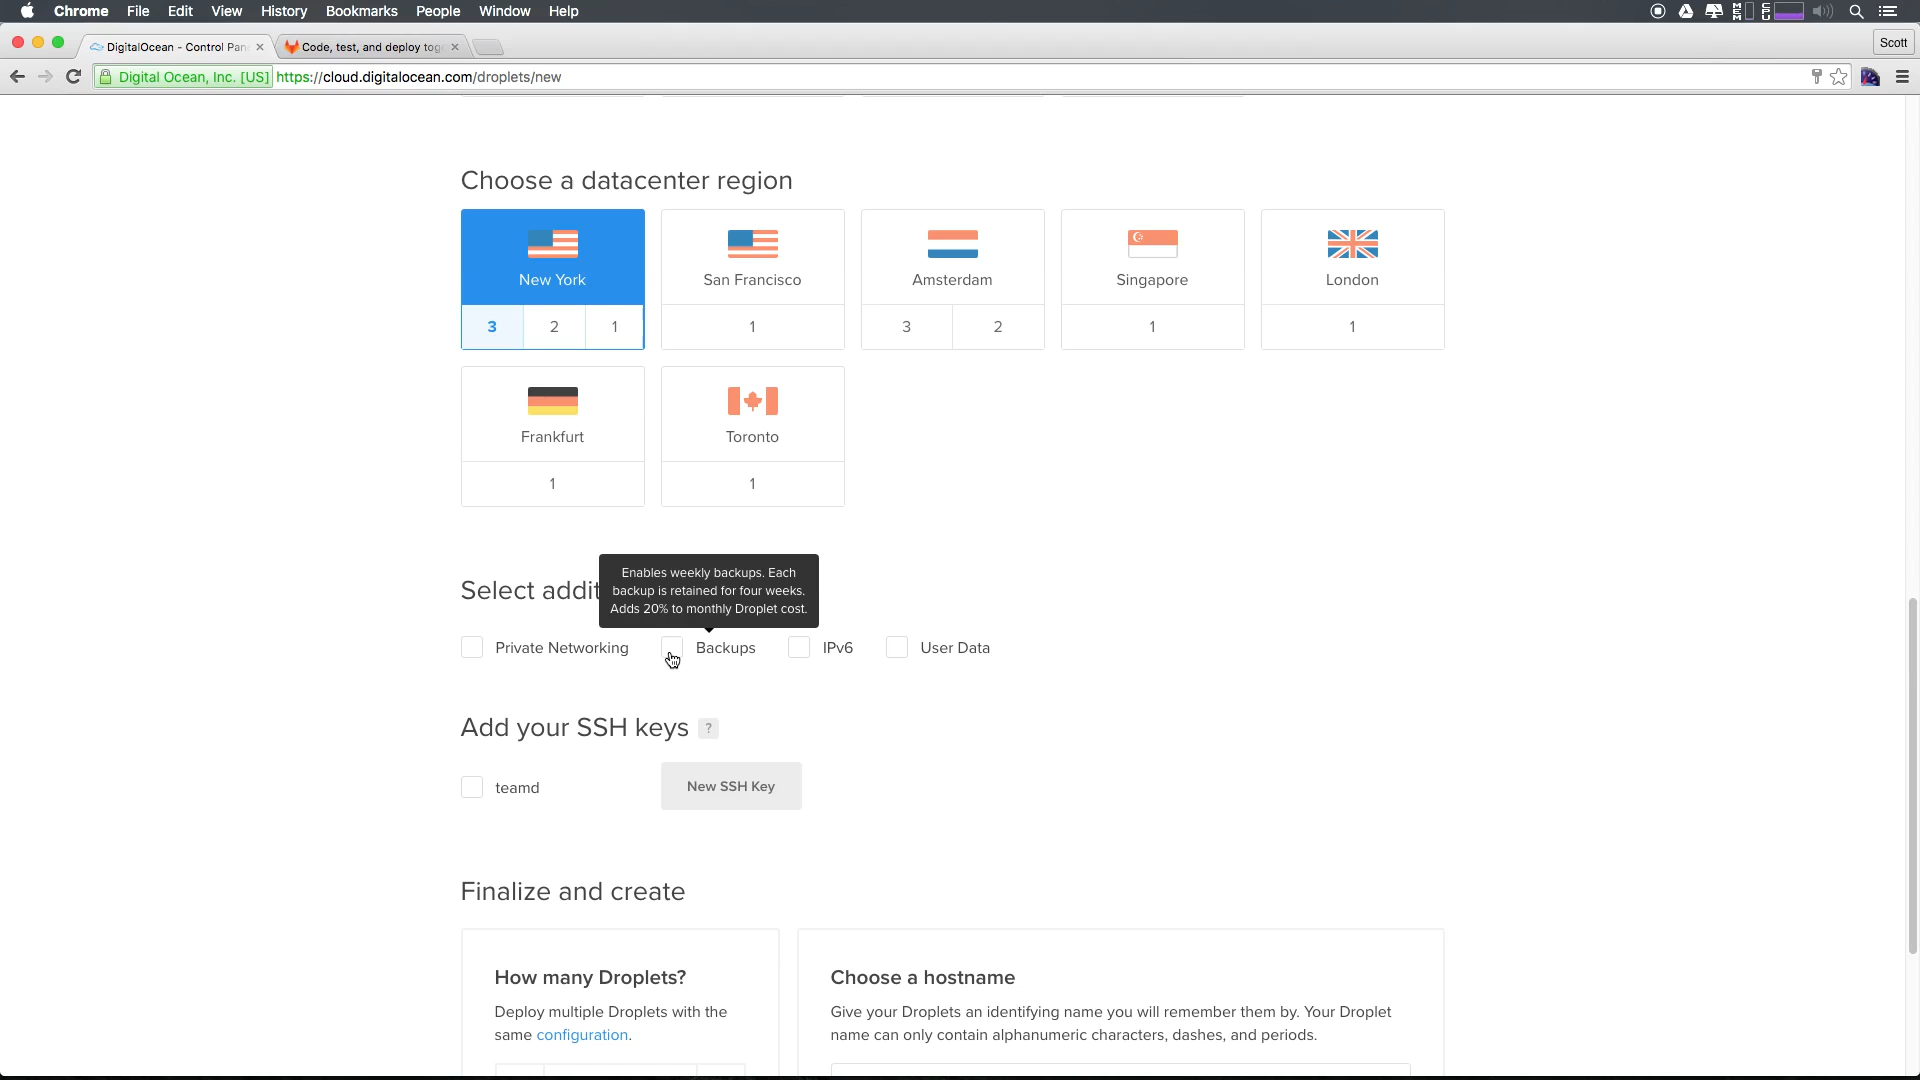 Chrome File Edit View History Bookmarks People Window Help
MEM CPU
DigitalOcean - Control Pan
Code, test, and deploy tog
Scott
Digital Ocean, Inc. [US] https://cloud.digitalocean.com/droplets/new
Choose a datacenter region
New York San Francisco Amsterdam Singapore London
3 2 1 1 3 2 1 1
Frankfurt Toronto
1 1
Enables weekly backups. Each
backup is retained for four weeks.
Adds 20% to monthly Droplet cost.
Select addit
Private Networking Backups IPv6 User Data
Add your SSH keys ?
teamd New SSH Key
Finalize and create
How many Droplets?
Deploy multiple Droplets with the
same configuration.
Choose a hostname
Give your Droplets an identifying name you will remember them by. Your Droplet
name can only contain alphanumeric characters, dashes, and periods.